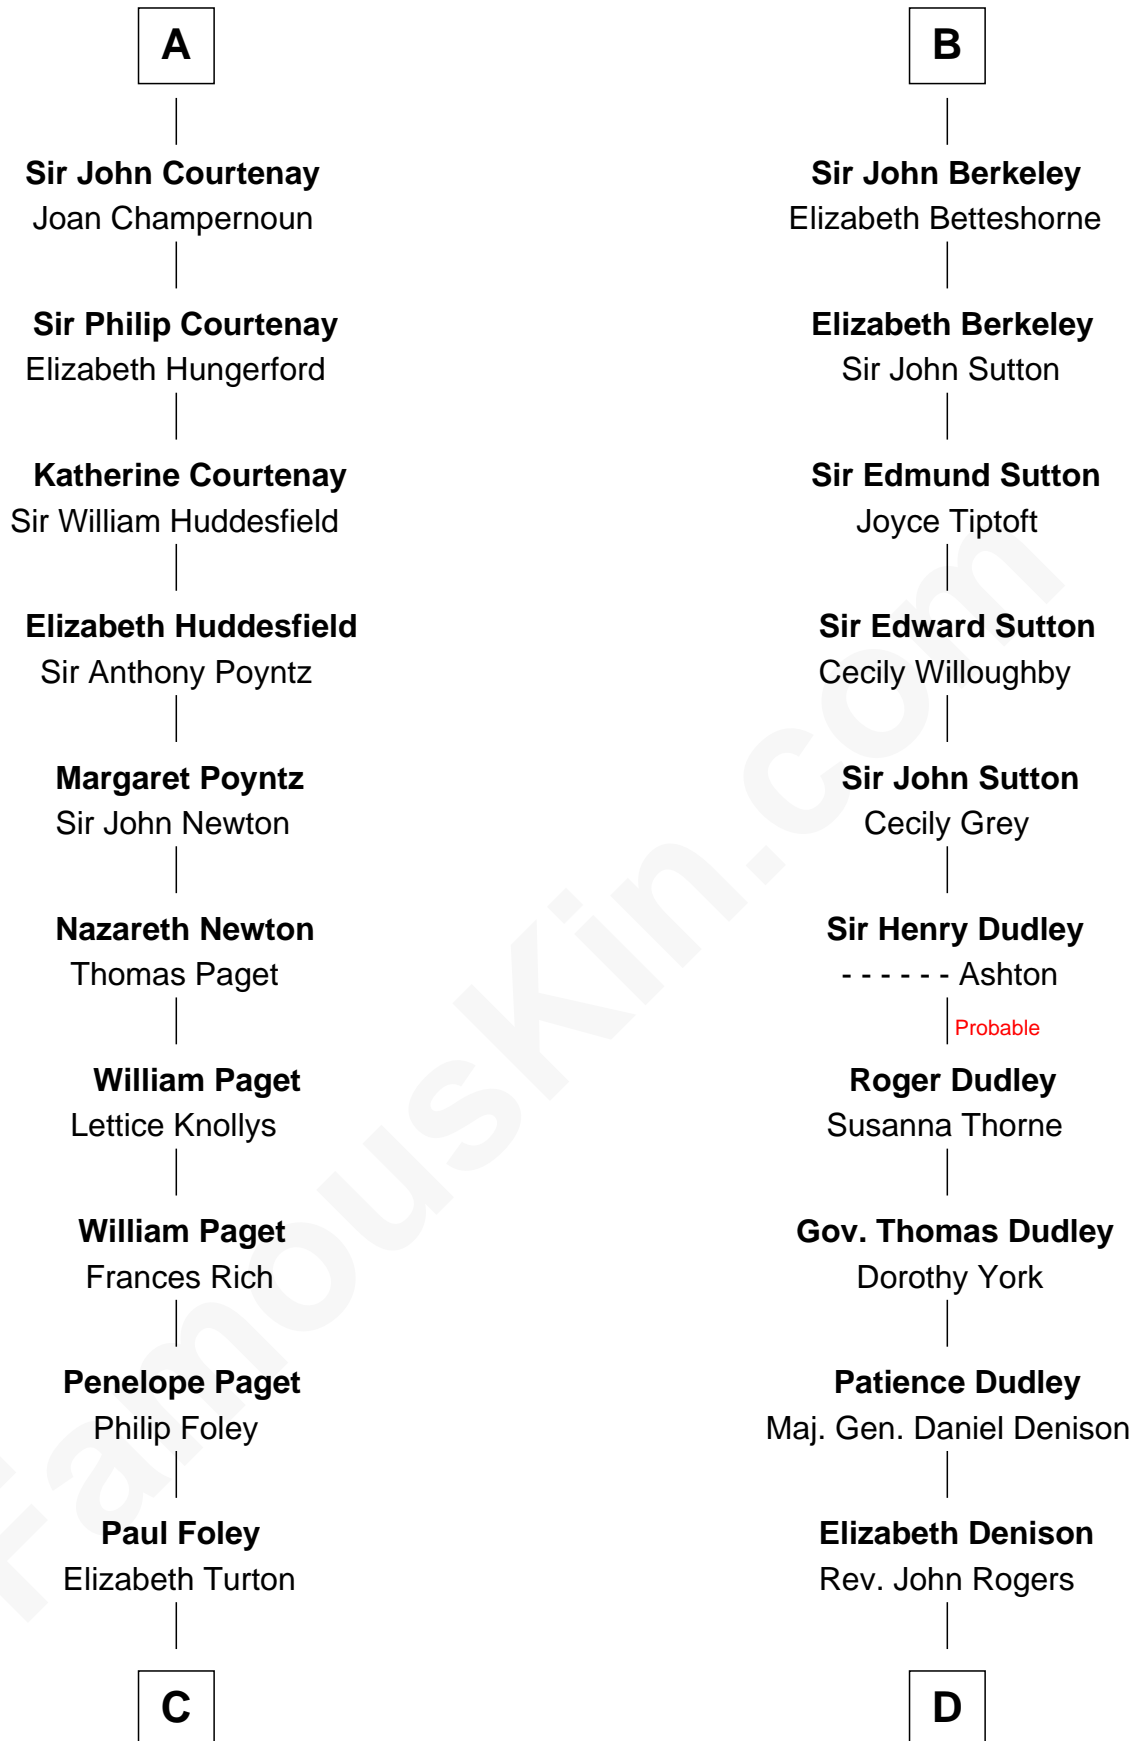 A
Sir John Courtenay
Joan Champernoun
Sir Philip Courtenay
Elizabeth Hungerford
Katherine Courtenay
Sir William Huddesfield
Elizabeth Huddesfield
Sir Anthony Poyntz
Margaret Poyntz
Sir John Newton
Nazareth Newton
Thomas Paget
William Paget
Lettice Knollys
William Paget
Frances Rich
Penelope Paget
Philip Foley
Paul Foley
Elizabeth Turton
C
B
Sir John Berkeley
Elizabeth Betteshorne
Elizabeth Berkeley
Sir John Sutton
Sir Edmund Sutton
Joyce Tiptoft
Sir Edward Sutton
Cecily Willoughby
Sir John Sutton
Cecily Grey
Sir Henry Dudley
- - - - - - Ashton
Probable
Roger Dudley
Susanna Thorne
Gov. Thomas Dudley
Dorothy York
Patience Dudley
Maj. Gen. Daniel Denison
Elizabeth Denison
Rev. John Rogers
D
FamousKin.com